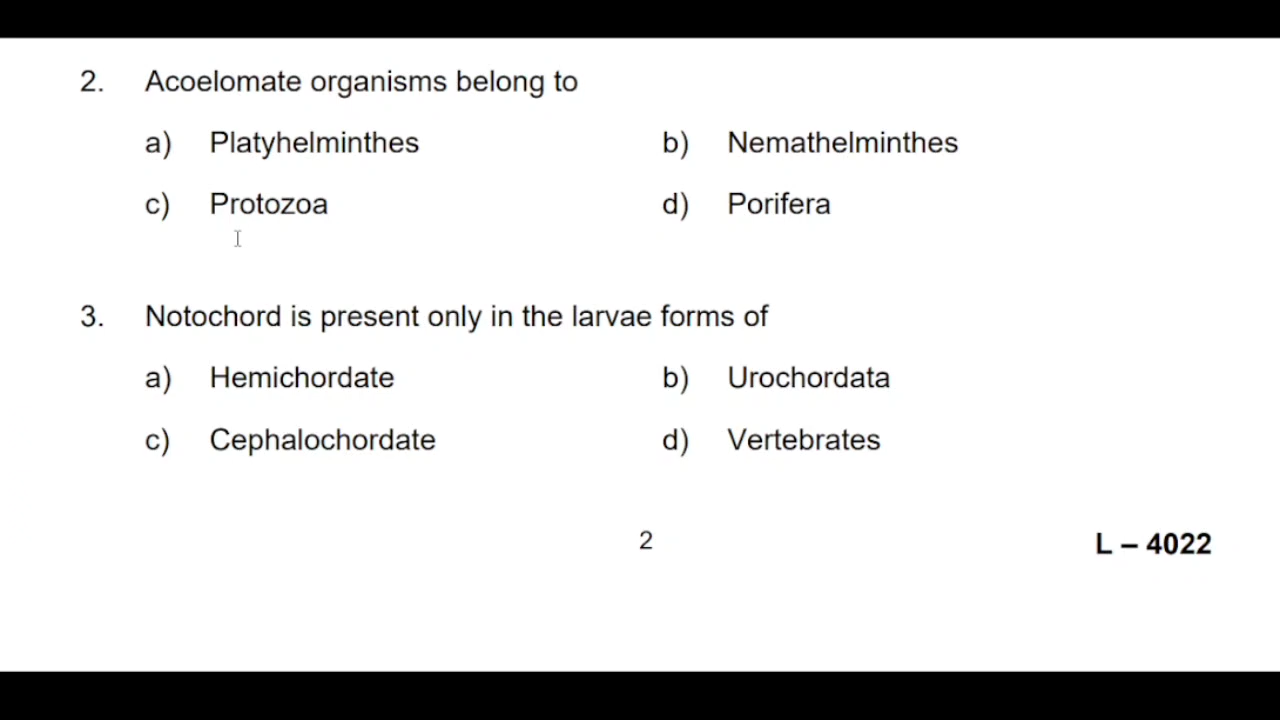 2. Acoelomate organisms belong to
a) Platyhelminthes b) Nemathelminthes
c) Protozoa d) Porifera
3. Notochord is present only in the larvae forms of
a) Hemichordate b) Urochordata
c) Cephalochordate d) Vertebrates
2 L – 4022